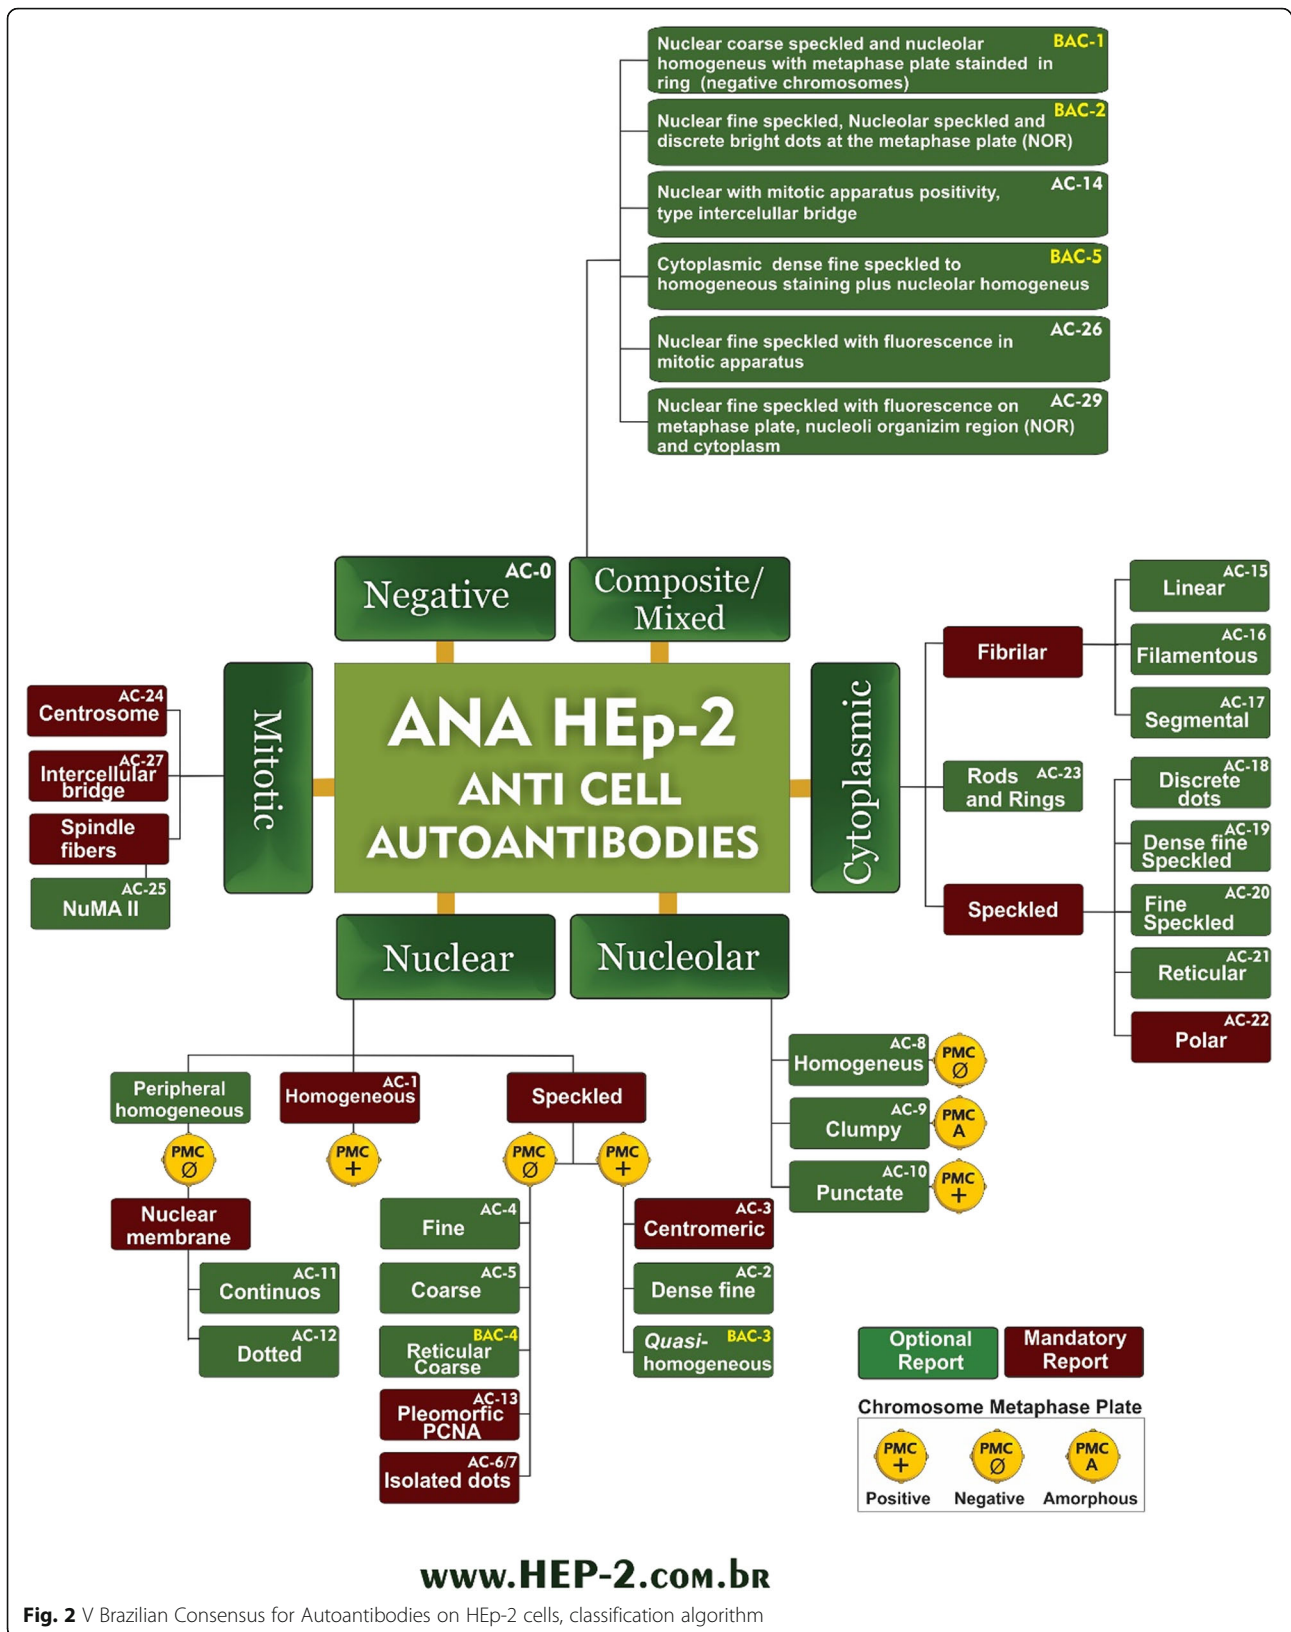 Nuclear coarse speckled and nucleolar BAC-1
homogeneus with metaphase plate stainded in
ring (negative chromosomes)
BAC-2
Nuclear fine speckled, Nucleolar speckled and
discrete bright dots at the metaphase plate (NOR)
Nuclear with mitotic apparatus positivity, AC-14
type intercelullar bridge
BAC-5
Cytoplasmic dense fine speckled to
homogeneous staining plus nucleolar homogeneus
AC-26
Nuclear fine speckled with fluorescence in
mitotic apparatus
Nuclear fine speckled with fluorescence on AC-29
metaphase plate, nucleoli organizim region (NOR)
and cytoplasm
AC-0
Negative
Composite/
Mixed
ANA HEp-2
ANTI CELL
AUTOANTIBODIES
Mitotic
AC-24
Centrosome
AC-27
Intercellular
bridge
Spindle
fibers
AC-25
NuMA II
Cytoplasmic
Fibrilar
AC-15
Linear
AC-16
Filamentous
AC-17
Segmental
Rods AC-23
and Rings
Speckled
AC-18
Discrete
dots
AC-19
Dense fine
Speckled
AC-20
Fine
Speckled
AC-21
Reticular
AC-22
Polar
Nuclear
Nucleolar
Peripheral
homogeneous
PMC
Ø
Nuclear
membrane
AC-11
Continuos
AC-12
Dotted
AC-1
Homogeneous
PMC
+
Speckled
PMC
Ø
PMC
+
AC-4
Fine
AC-5
Coarse
BAC-4
Reticular
Coarse
AC-13
Pleomorfic
PCNA
AC-6/7
Isolated dots
AC-3
Centromeric
AC-2
Dense fine
Quasi- BAC-3
homogeneous
AC-8
Homogeneus
PMC
Ø
AC-9
Clumpy
PMC
A
AC-10
Punctate
PMC
+
Optional
Report
Mandatory
Report
Chromosome Metaphase Plate
PMC
+
PMC
Ø
PMC
A
Positive Negative Amorphous
www.HEP-2.com.br
Fig. 2 V Brazilian Consensus for Autoantibodies on HEp-2 cells, classification algorithm